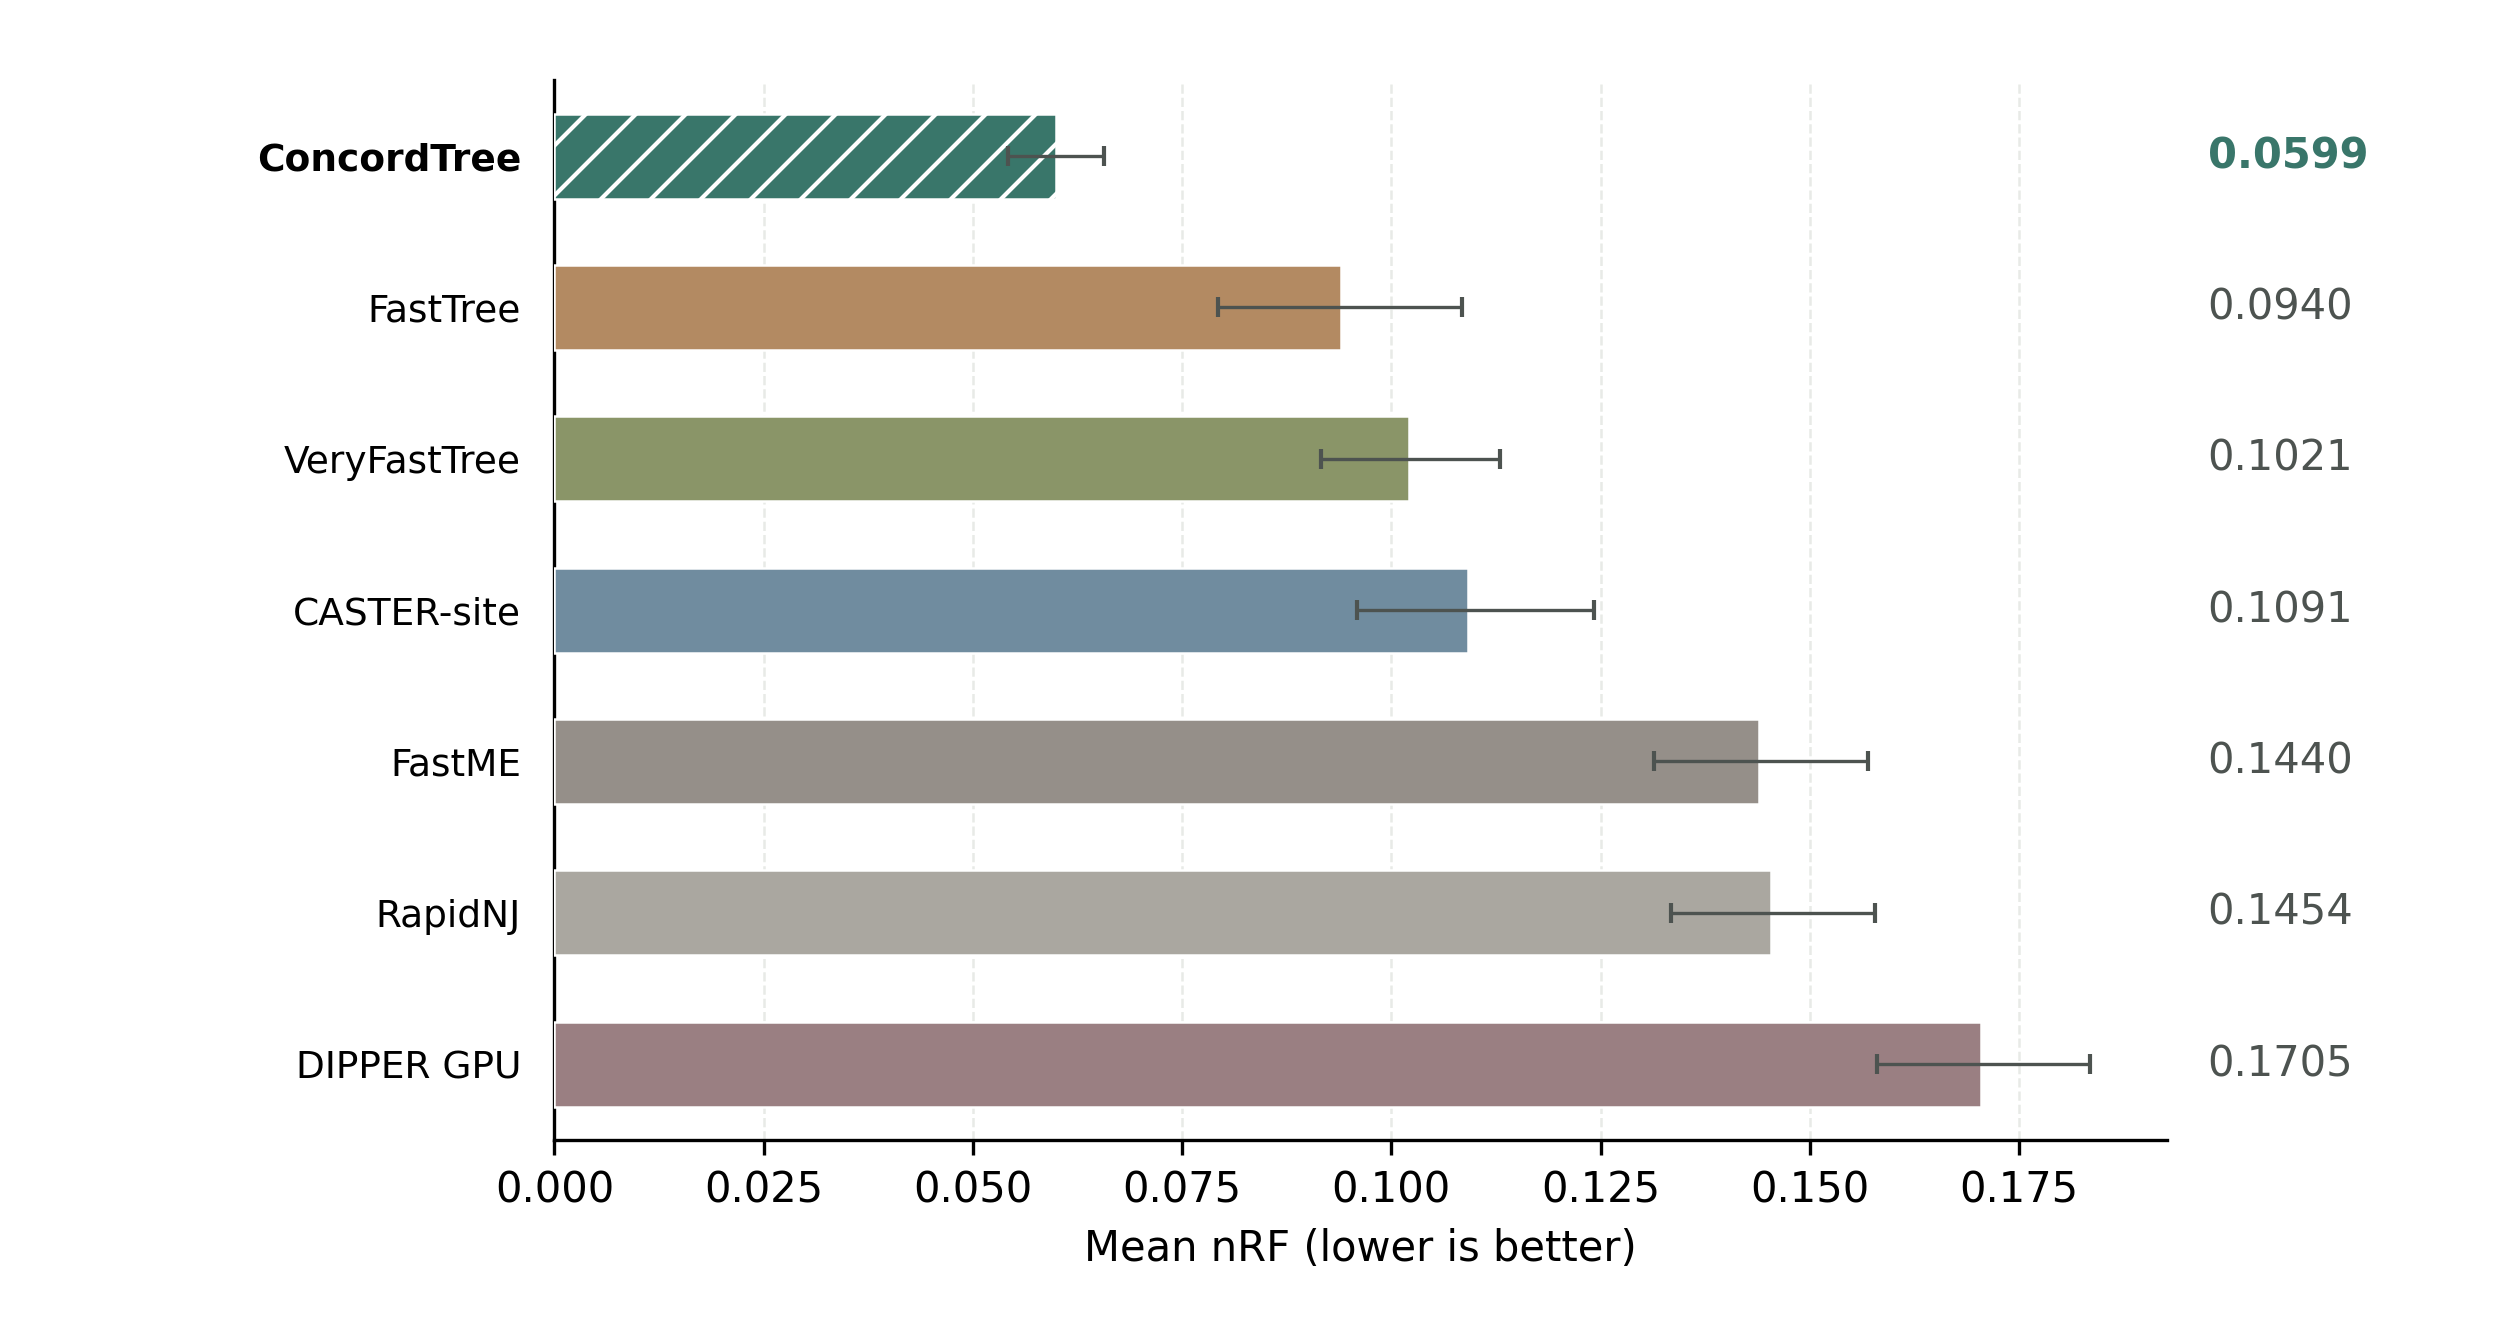 ConcordTree 0.0599
FastTree 0.0940
VeryFastTree 0.1021
CASTER-site 0.1091
FastME 0.1440
RapidNJ 0.1454
DIPPER GPU 0.1705
0.000 0.025 0.050 0.075 0.100 0.125 0.150 0.175
Mean nRF (lower is better)